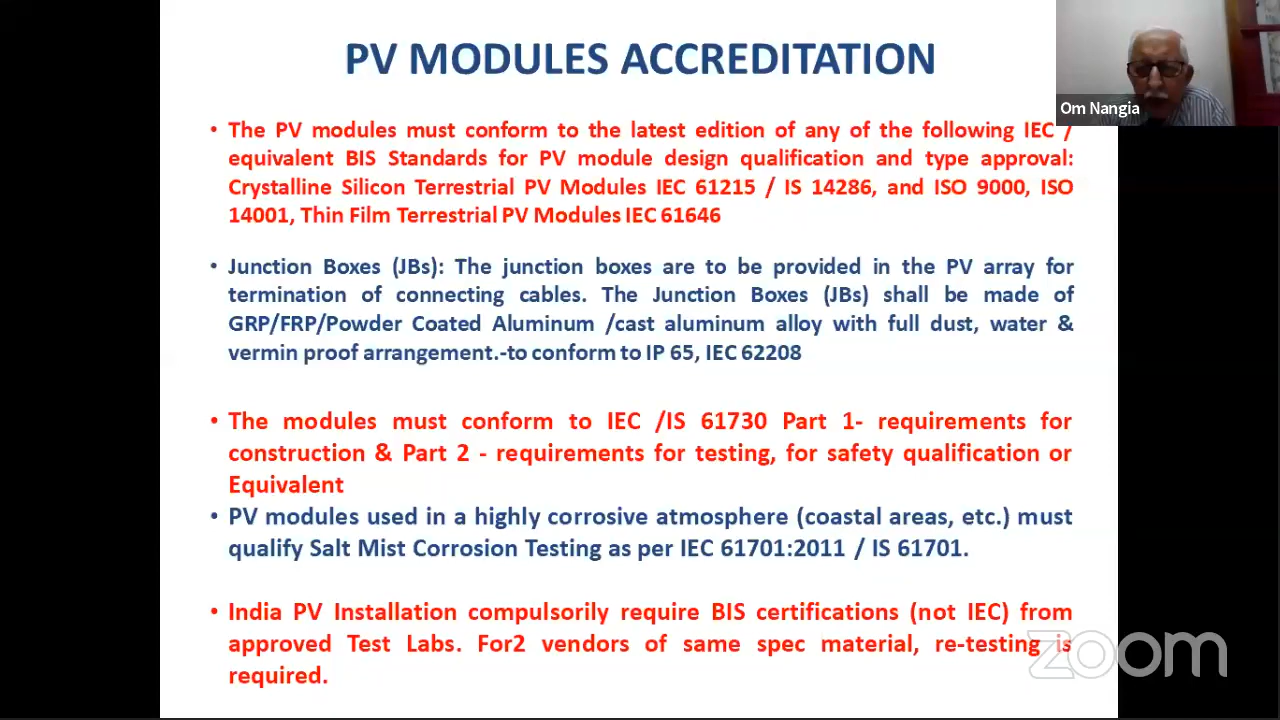 PV MODULES ACCREDITATION
Om Nangia
• The PV modules must conform to the latest edition of any of the following IEC /
equivalent BIS Standards for PV module design qualification and type approval:
Crystalline Silicon Terrestrial PV Modules IEC 61215 / IS 14286, and ISO 9000, ISO
14001, Thin Film Terrestrial PV Modules IEC 61646
• Junction Boxes (JBs): The junction boxes are to be provided in the PV array for
termination of connecting cables. The Junction Boxes (JBs) shall be made of
GRP/FRP/Powder Coated Aluminum /cast aluminum alloy with full dust, water &
vermin proof arrangement.-to conform to IP 65, IEC 62208
• The modules must conform to IEC /IS 61730 Part 1- requirements for
construction & Part 2 - requirements for testing, for safety qualification or
Equivalent
• PV modules used in a highly corrosive atmosphere (coastal areas, etc.) must
qualify Salt Mist Corrosion Testing as per IEC 61701:2011 / IS 61701.
• India PV Installation compulsorily require BIS certifications (not IEC) from
approved Test Labs. For2 vendors of same spec material, re-testing is
required.
zoom